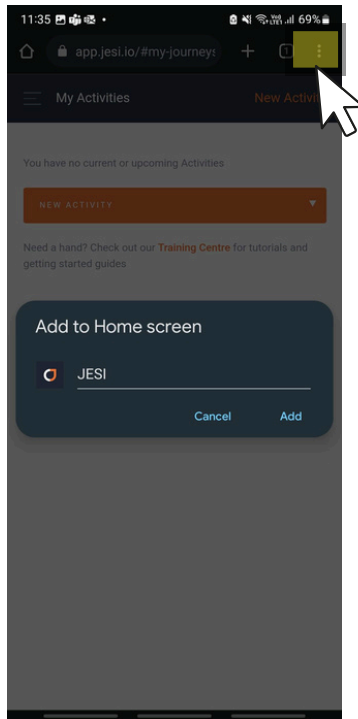 11:35
69%
app.jesi.io/#my-journeys
1
My Activities
New Activi
You have no current or upcoming Activities
NEW ACTIVITY
Need a hand? Check out our Training Centre for tutorials and
getting started guides
Add to Home screen
JESI
Cancel
Add